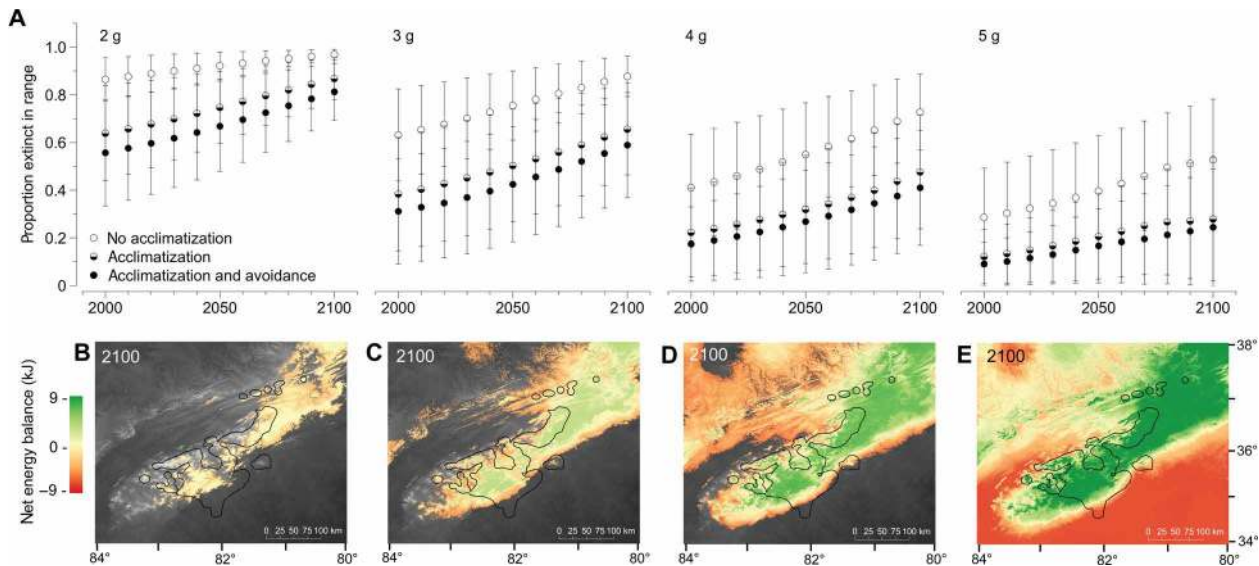 A
2 g
3 g
4 g
5 g
Proportion extinct in range
1.0
0.8
0.6
0.4
0.2
0
No acclimatization
Acclimatization
Acclimatization and avoidance
2000 2050 2100
2000 2050 2100
2000 2050 2100
2000 2050 2100
Net energy balance (kJ)
9
0
–9
B
2100
0 25 50 75 100 km
84° 82 80°
C
2100
0 25 50 75 100 km
84° 82 80°
D
2100
0 25 50 75 100 km
84° 82 80°
E
2100
0 25 50 75 100 km
84° 82 80°
38°
36°
34°